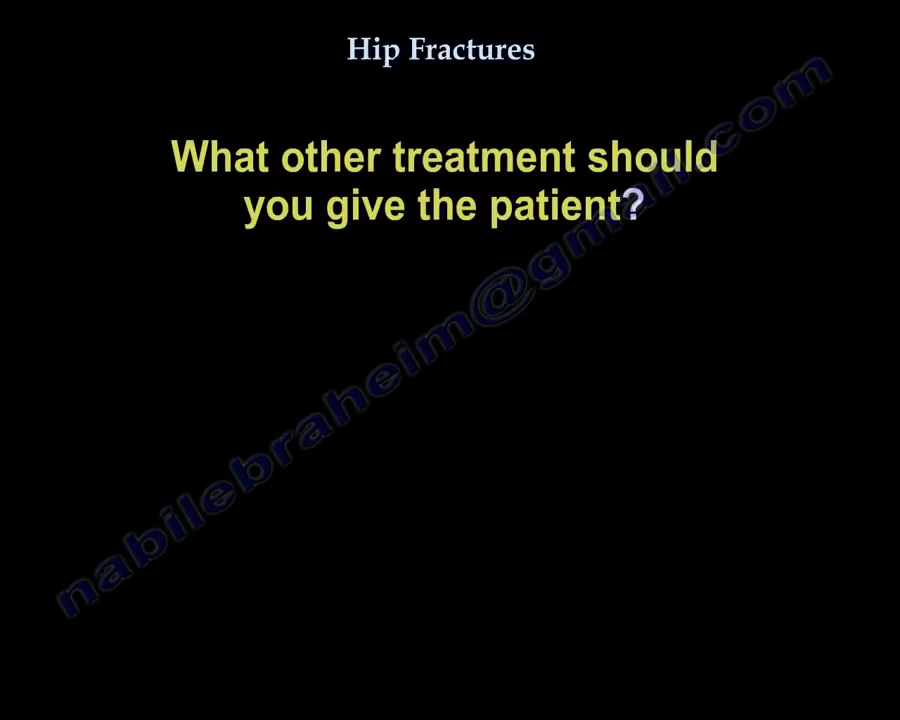 Hip Fractures
What other treatment should
you give the patient?
nabilebraheim@gmail.com